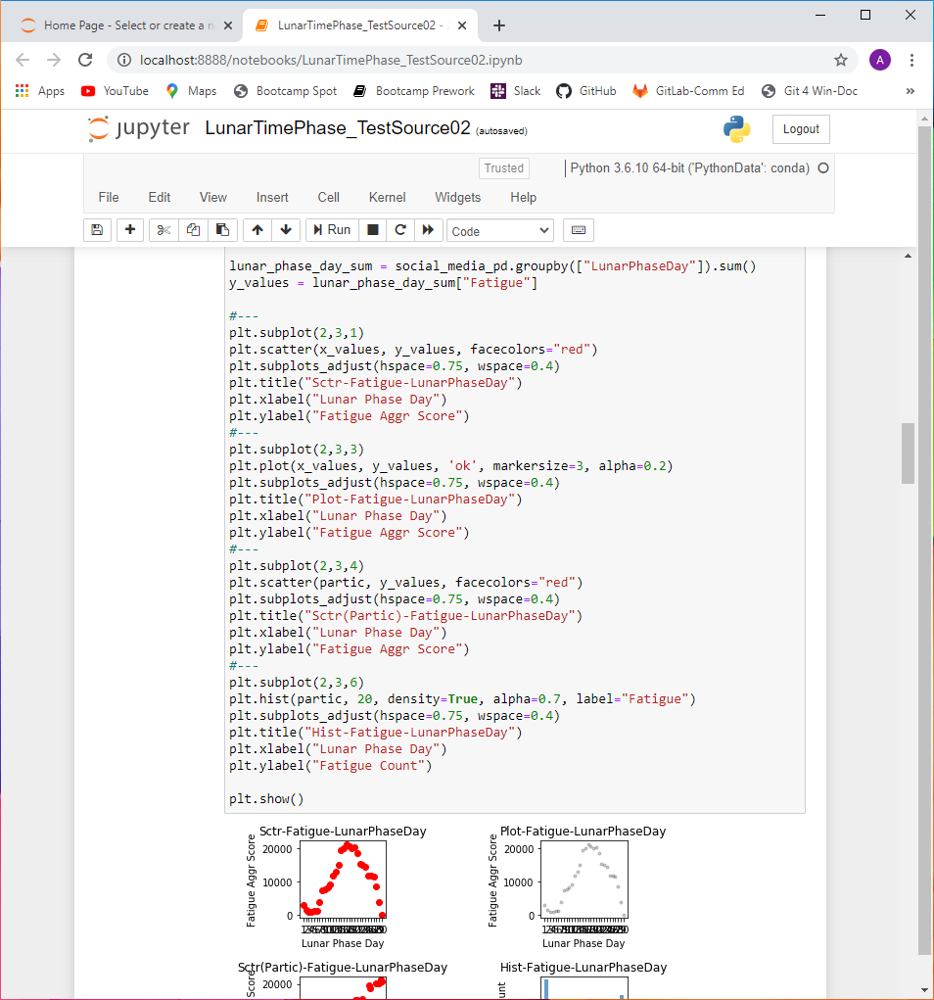 Home Page - Select or create a n
LunarTimePhase_TestSource02 -
localhost:8888/notebooks/LunarTimePhase_TestSource02.ipynb
A
Apps YouTube Maps Bootcamp Spot Bootcamp Prework Slack GitHub GitLab-Comm Ed Git 4 Win-Doc »
jupyter LunarTimePhase_TestSource02 (autosaved)
Logout
Trusted Python 3.6.10 64-bit ('PythonData': conda)
File Edit View Insert Cell Kernel Widgets Help
Run Code
lunar_phase_day_sum = social_media_pd.groupby(["LunarPhaseDay"]).sum()
y_values = lunar_phase_day_sum["Fatigue"]
#---
plt.subplot(2,3,1)
plt.scatter(x_values, y_values, facecolors="red")
plt.subplots_adjust(hspace=0.75, wspace=0.4)
plt.title("Sctr-Fatigue-LunarPhaseDay")
plt.xlabel("Lunar Phase Day")
plt.ylabel("Fatigue Aggr Score")
#---
plt.subplot(2,3,3)
plt.plot(x_values, y_values, 'ok', markersize=3, alpha=0.2)
plt.subplots_adjust(hspace=0.75, wspace=0.4)
plt.title("Plot-Fatigue-LunarPhaseDay")
plt.xlabel("Lunar Phase Day")
plt.ylabel("Fatigue Aggr Score")
#---
plt.subplot(2,3,4)
plt.scatter(partic, y_values, facecolors="red")
plt.subplots_adjust(hspace=0.75, wspace=0.4)
plt.title("Sctr(Partic)-Fatigue-LunarPhaseDay")
plt.xlabel("Lunar Phase Day")
plt.ylabel("Fatigue Aggr Score")
#---
plt.subplot(2,3,6)
plt.hist(partic, 20, density=True, alpha=0.7, label="Fatigue")
plt.subplots_adjust(hspace=0.75, wspace=0.4)
plt.title("Hist-Fatigue-LunarPhaseDay")
plt.xlabel("Lunar Phase Day")
plt.ylabel("Fatigue Count")
plt.show()
Sctr-Fatigue-LunarPhaseDay
Fatigue Aggr Score
20000
10000
0
Lunar Phase Day
Plot-Fatigue-LunarPhaseDay
Fatigue Aggr Score
20000
10000
0
Lunar Phase Day
Sctr(Partic)-Fatigue-LunarPhaseDay
Score
20000
Hist-Fatigue-LunarPhaseDay
unt